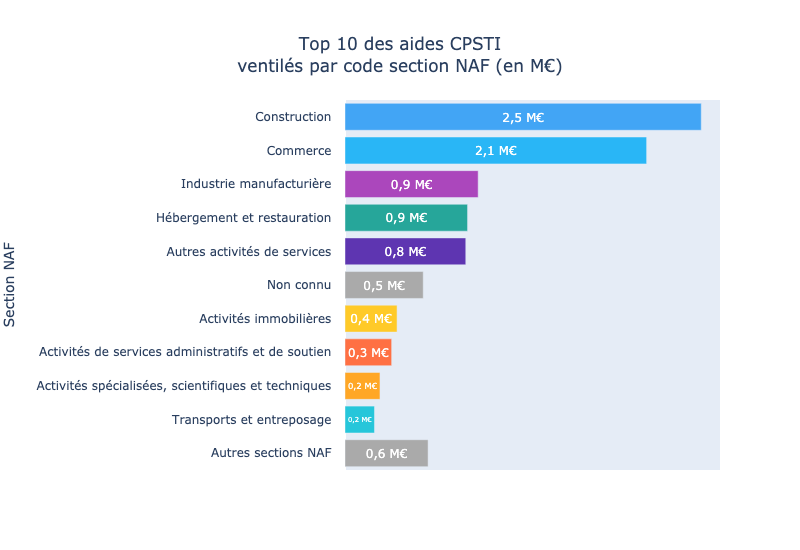 Top 10 des aides CPSTI
ventilés par code section NAF (en M€)
Section NAF
Construction 2,5 M€
Commerce 2,1 M€
Industrie manufacturière 0,9 M€
Hébergement et restauration 0,9 M€
Autres activités de services 0,8 M€
Non connu 0,5 M€
Activités immobilières 0,4 M€
Activités de services administratifs et de soutien 0,3 M€
Activités spécialisées, scientifiques et techniques 0,2 M€
Transports et entreposage 0,2 M€
Autres sections NAF 0,6 M€